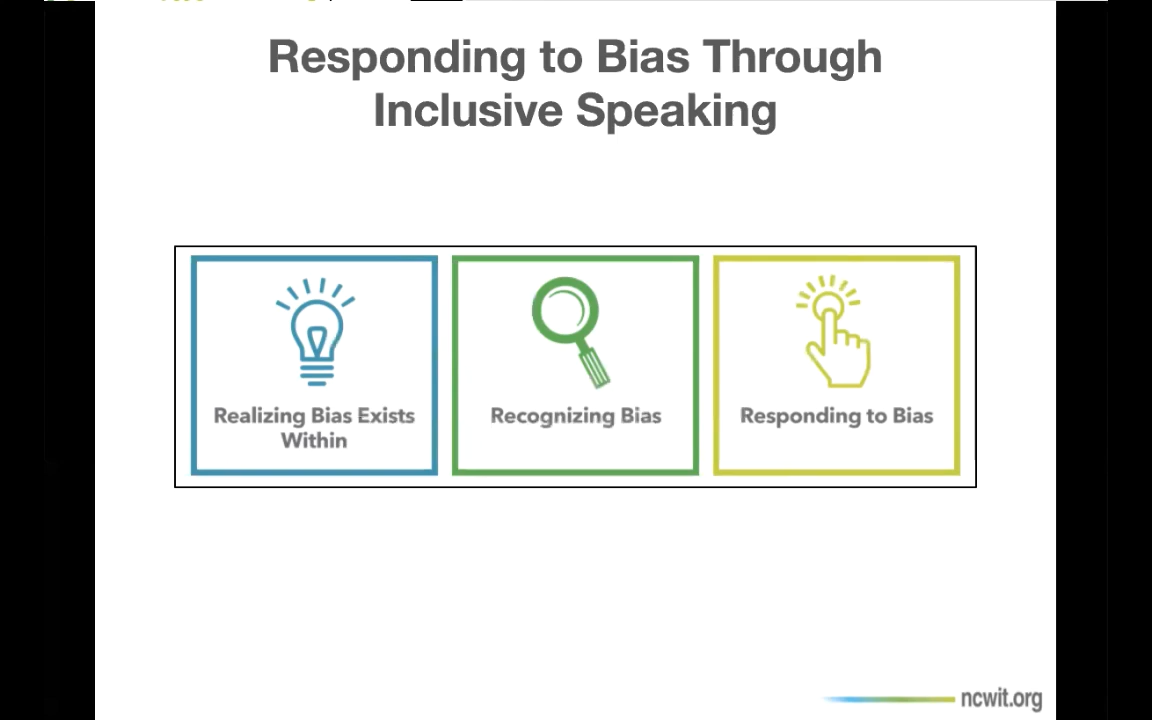 Responding to Bias Through
Inclusive Speaking
Realizing Bias Exists
Within
Recognizing Bias
Responding to Bias
ncwit.org